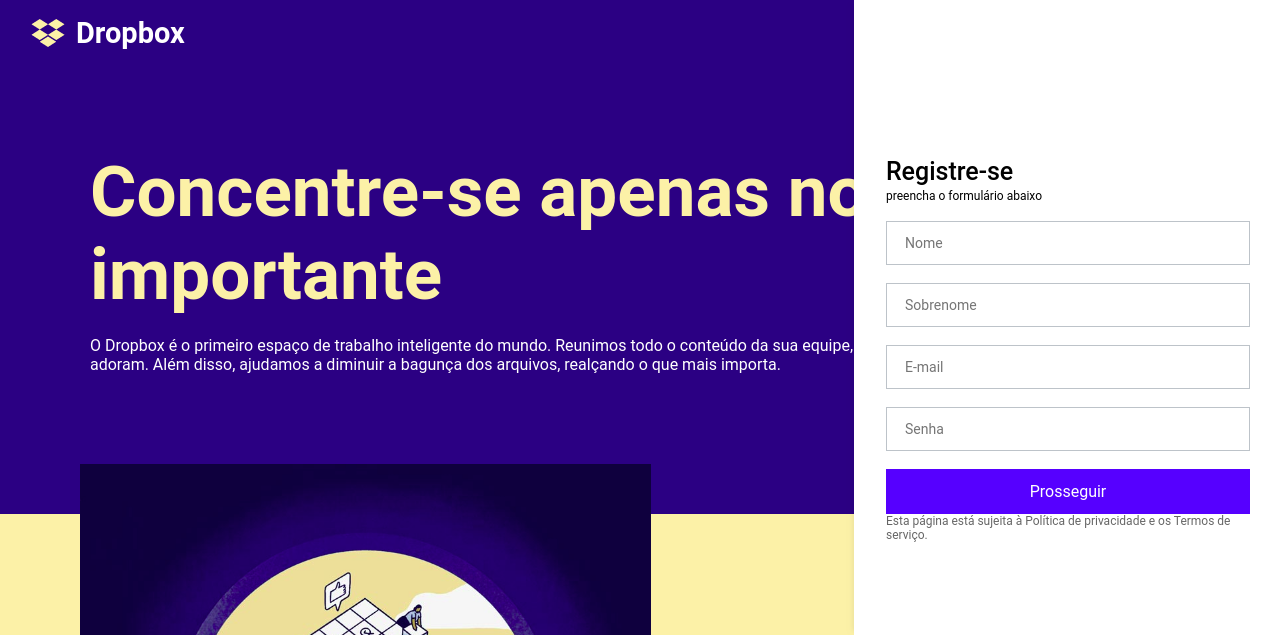 Dropbox
Concentre-se apenas no
importante
O Dropbox é o primeiro espaço de trabalho inteligente do mundo. Reunimos todo o conteúdo da sua equipe,
adoram. Além disso, ajudamos a diminuir a bagunça dos arquivos, realçando o que mais importa.
Registre-se
preencha o formulário abaixo
Nome
Sobrenome
E-mail
Senha
Prosseguir
Esta página está sujeita à Política de privacidade e os Termos de
serviço.